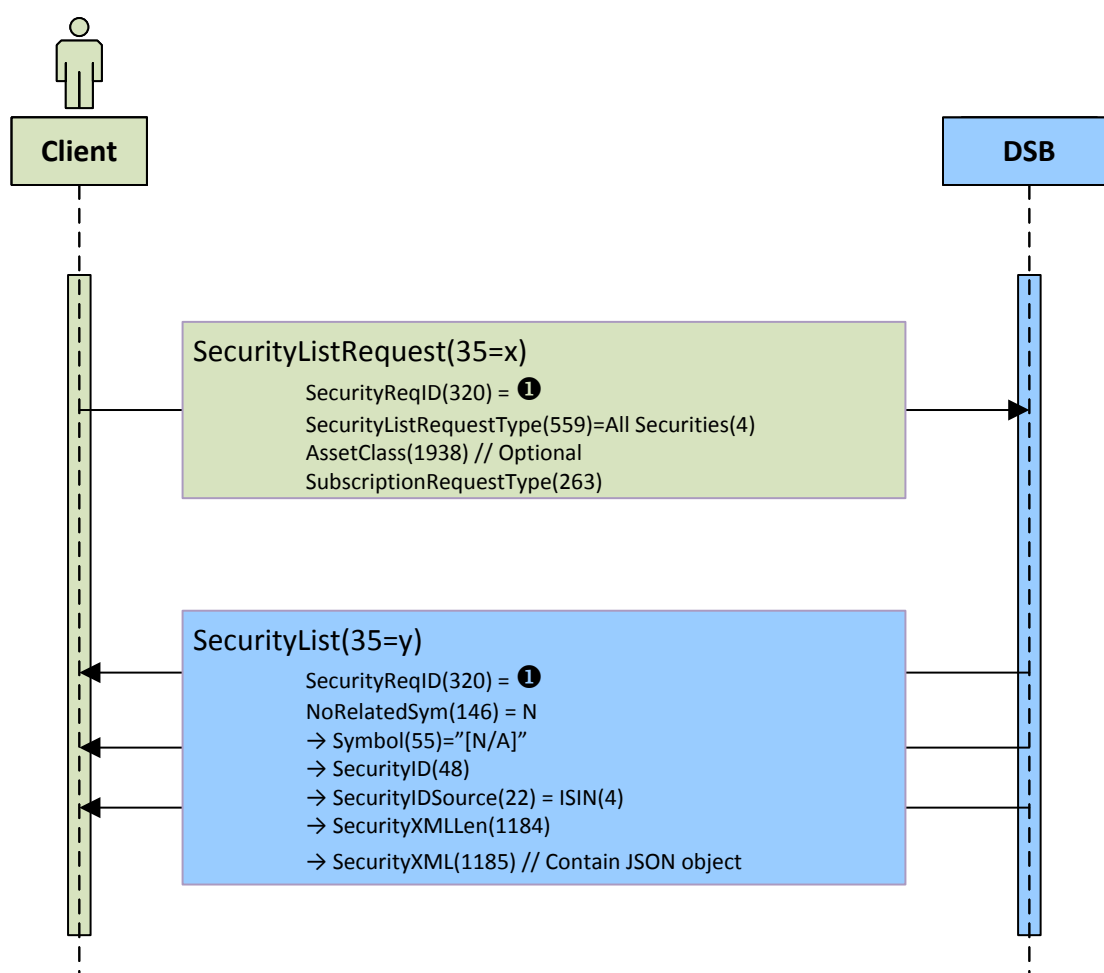 Client
DSB
SecurityListRequest(35=x)
SecurityReqID(320) = ❶
SecurityListRequestType(559)=All Securities(4)
AssetClass(1938) // Optional
SubscriptionRequestType(263)
SecurityList(35=y)
SecurityReqID(320) = ❶
NoRelatedSym(146) = N
→ Symbol(55)=”[N/A]”
→ SecurityID(48)
→ SecurityIDSource(22) = ISIN(4)
→ SecurityXMLLen(1184)
→ SecurityXML(1185) // Contain JSON object